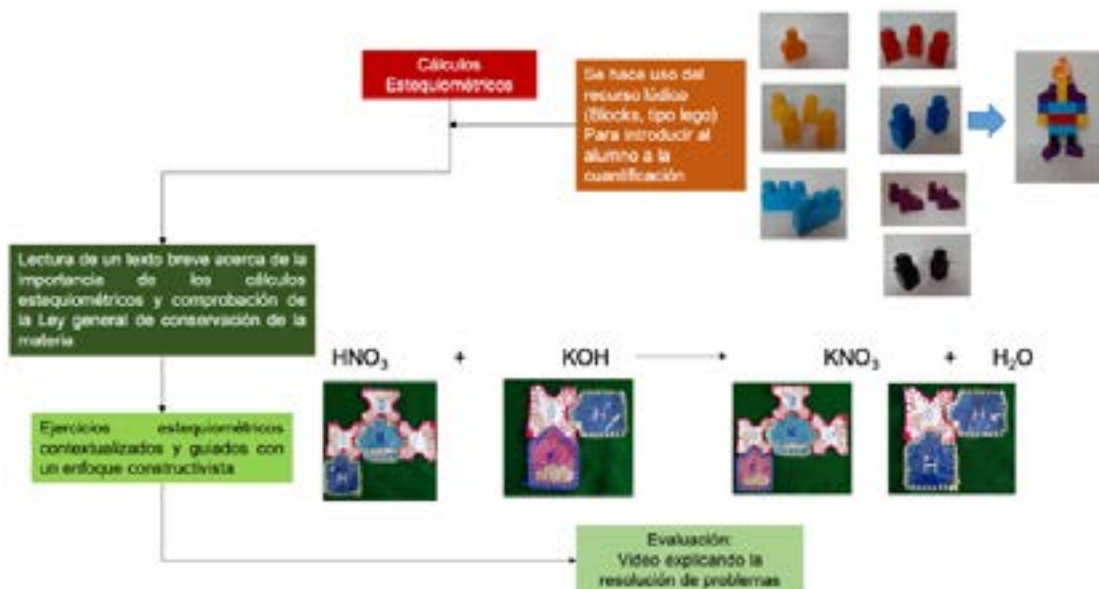 Cálculos
Estequiométricos
Se hace uso del
recurso lúdico
(Blocks, tipo lego)
Para introducir al
alumno a la
cuantificación
Lectura de un texto breve acerca de la
importancia de los cálculos
estequiométricos y comprobación de
la Ley general de conservación de la
materia
HNO₃ + KOH → KNO₃ + H₂O
H
H
H
H
Ejercicios estequiométricos
contextualizados y guiados con
un enfoque constructivista
Evaluación:
Video explicando la
resolución de problemas